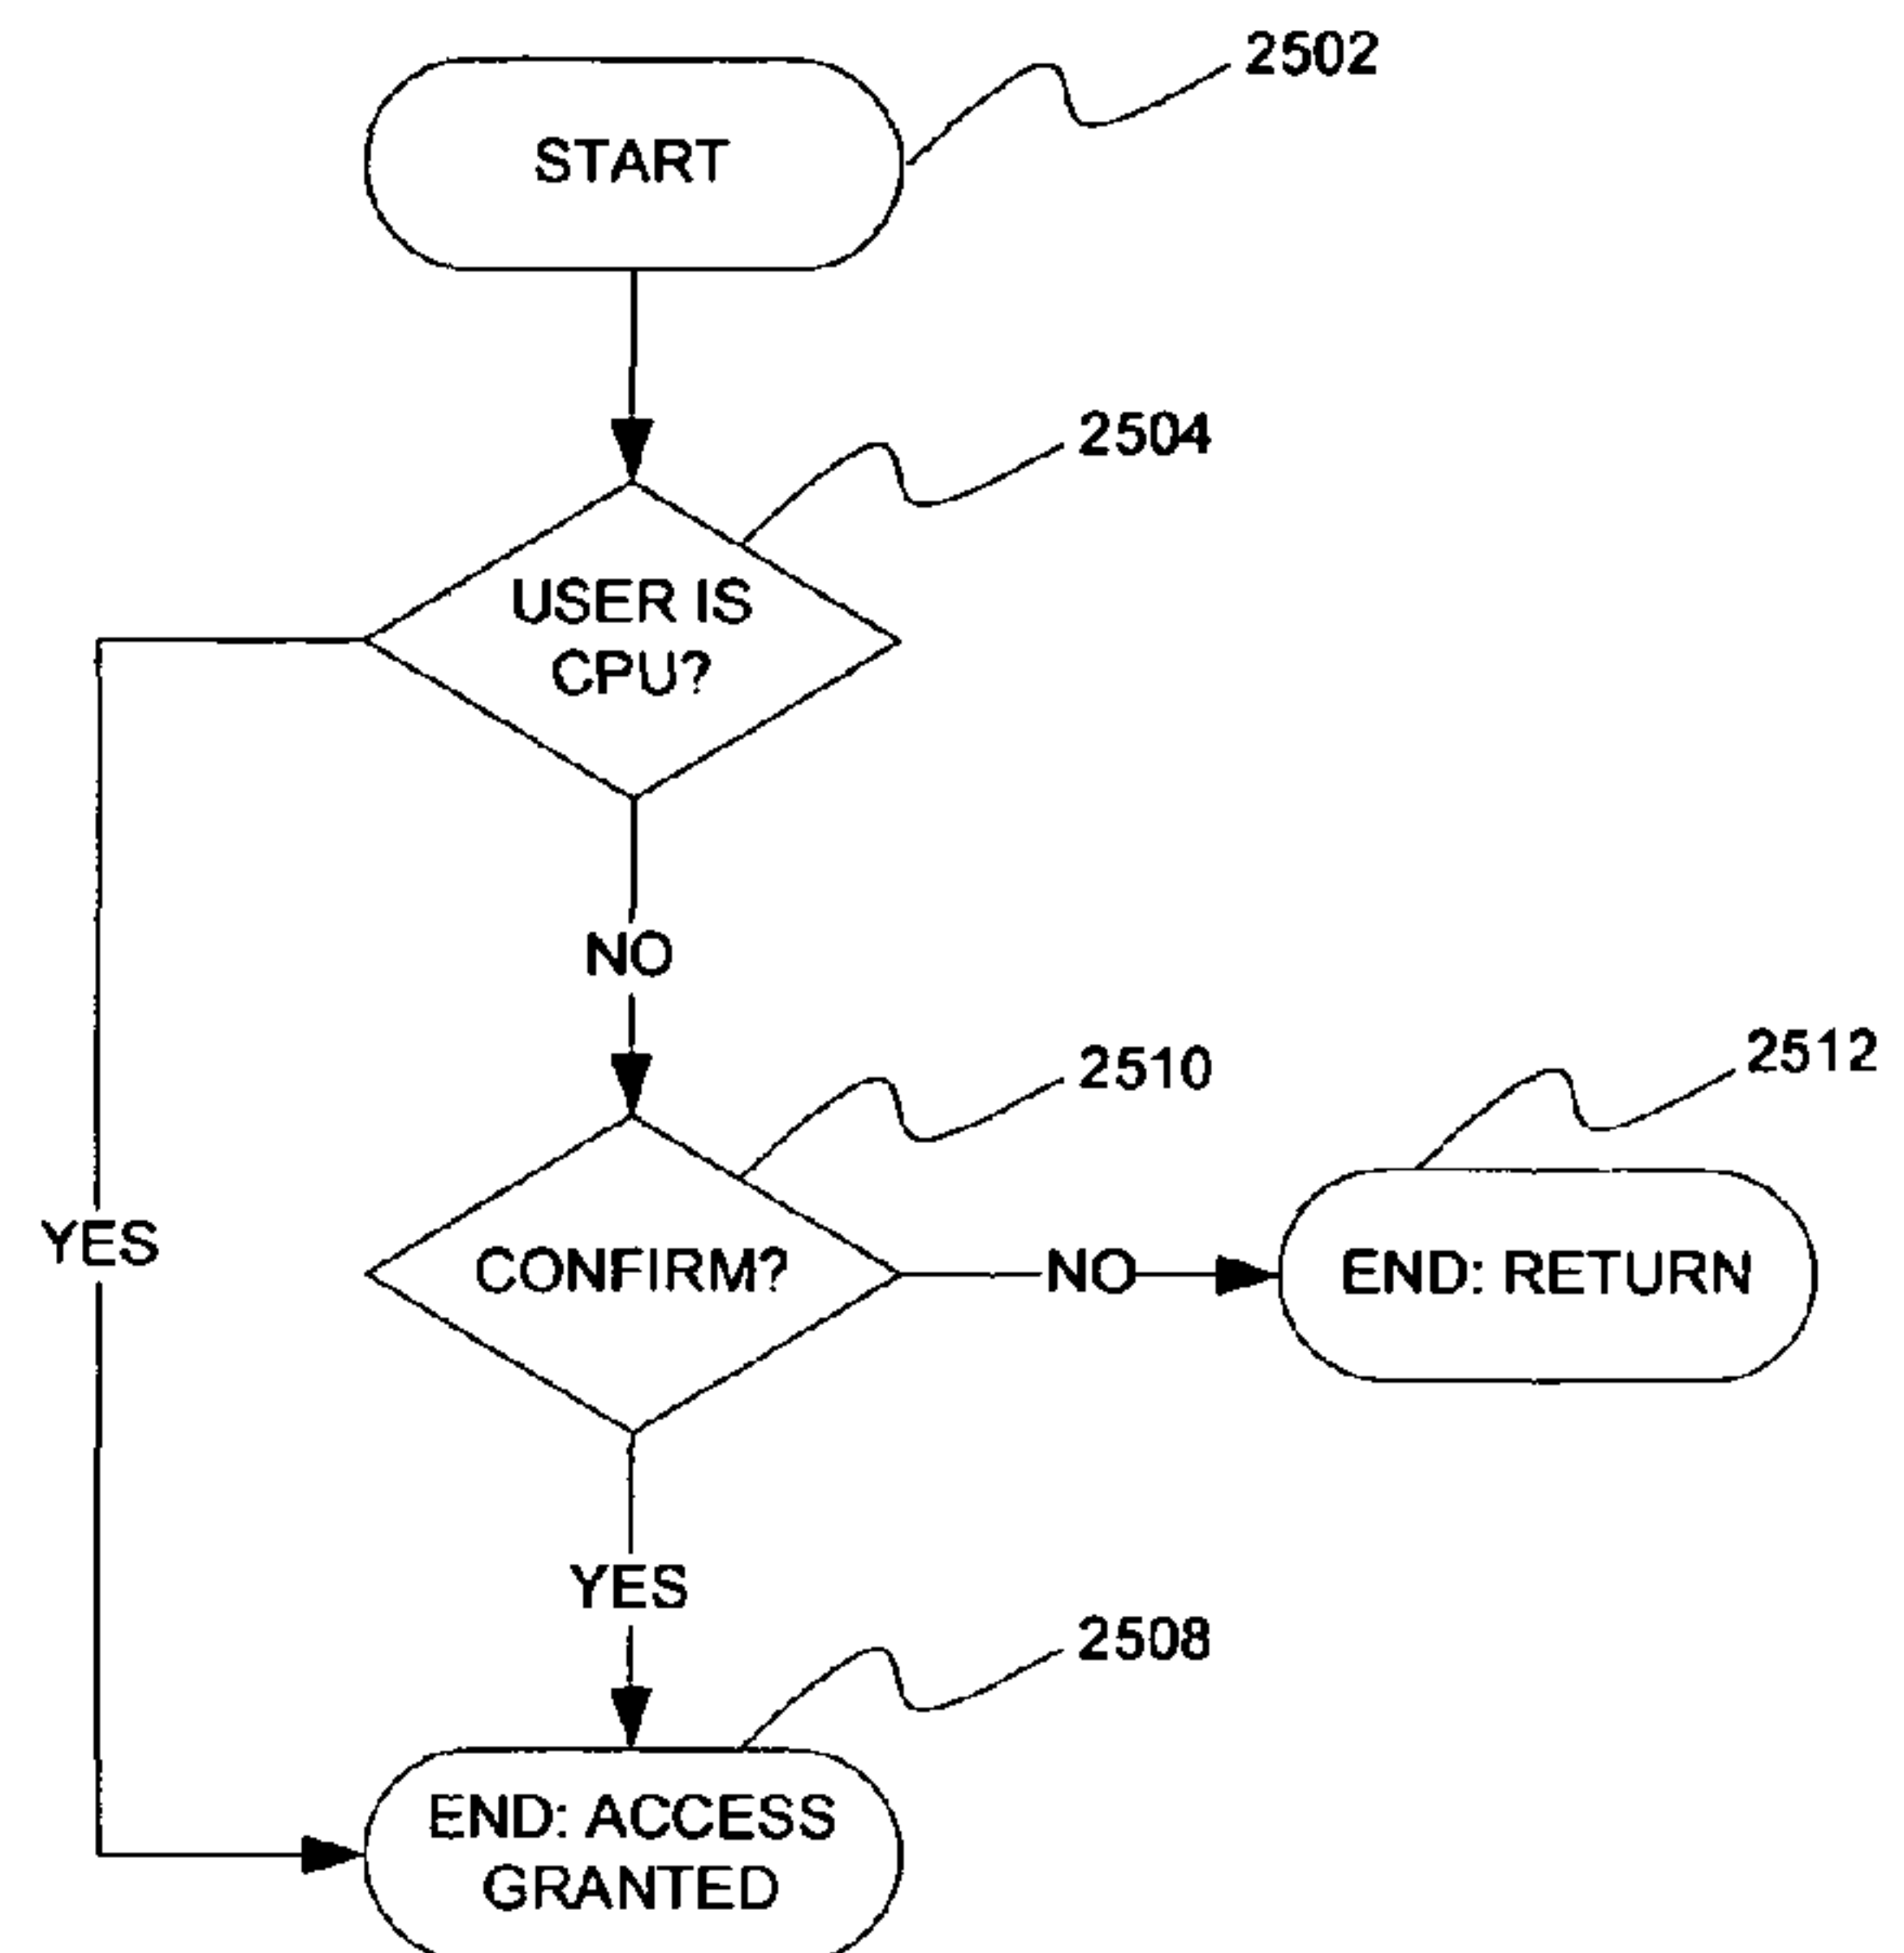 2502
START
2504
USER IS
CPU?
NO
2510
2512
YES
CONFIRM?
NO
END: RETURN
YES
2508
END: ACCESS
GRANTED